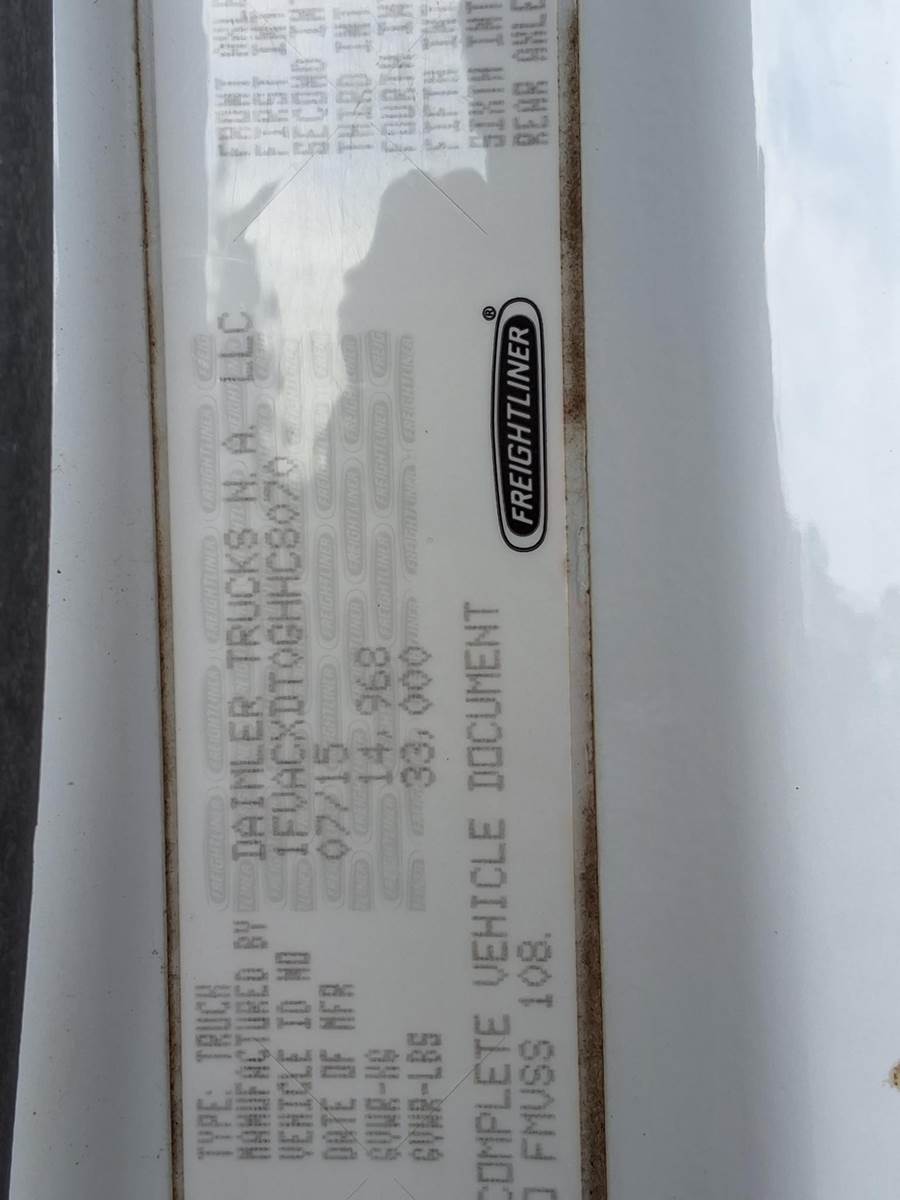 TYPE: TRUCK
MANUFACTURED BY DAIMLER TRUCKS N.A. LLC
VEHICLE ID NO 1FVACXDT0GHHC8070
DATE OF MFR 07/15
GVWR-KG 14,968
GVWR-LBS 33,000
COMPLETE VEHICLE DOCUMENT
FMVSS 108.
FREIGHTLINER®
FRONT AXLE
FIRST INT
SECOND INT
THIRD INT
FOURTH IN
FIFTH INT
SIXTH INT
REAR AXLE